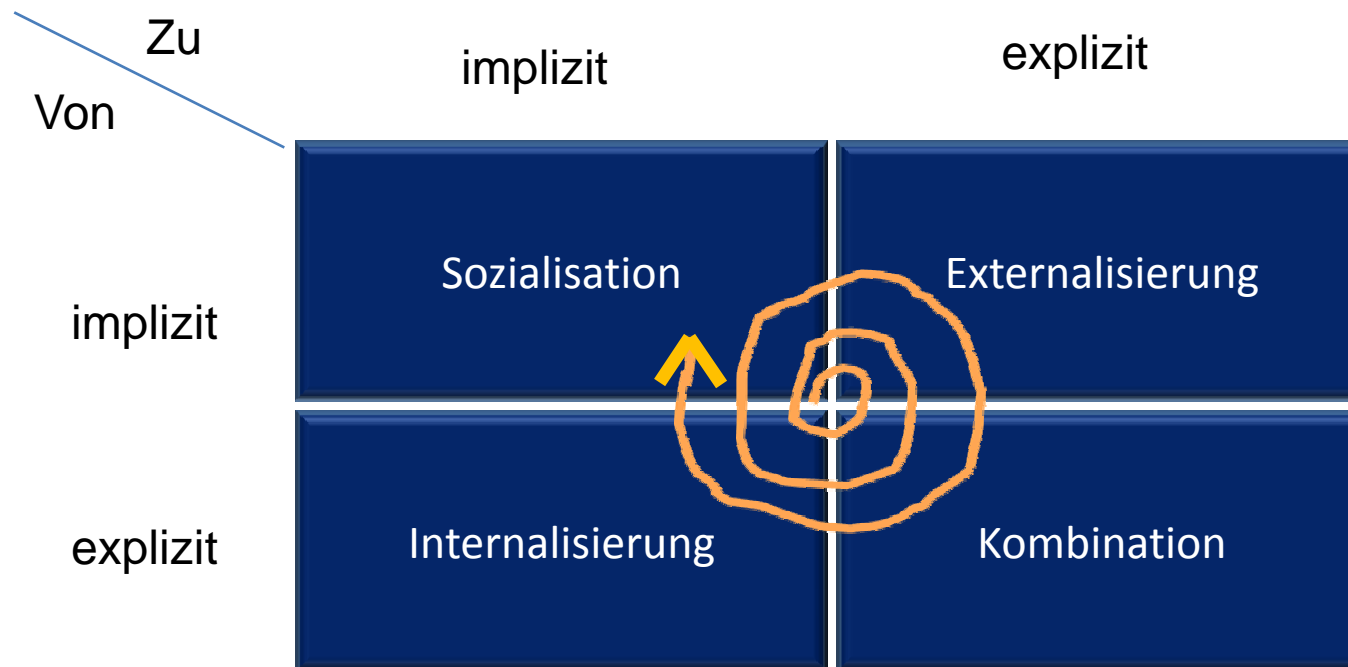 Zu
Von
implizit
explizit
implizit
Sozialisation
Externalisierung
explizit
Internalisierung
Kombination